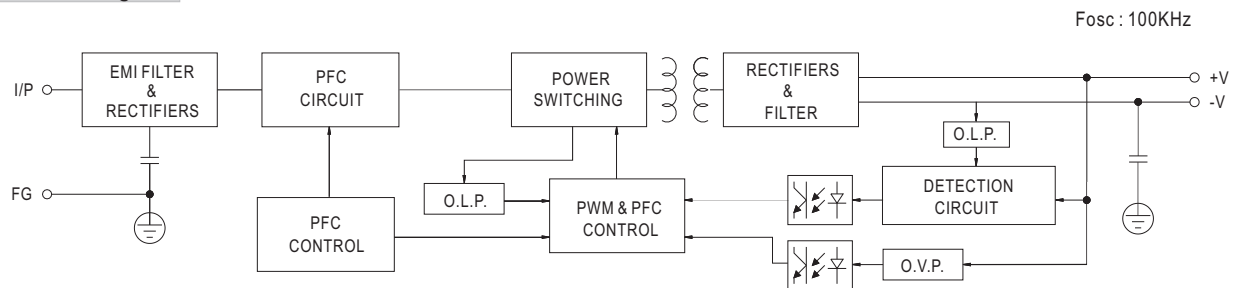 Fosc : 100KHz
I/P
EMI FILTER
&
RECTIFIERS
PFC
CIRCUIT
POWER
SWITCHING
RECTIFIERS
&
FILTER
+V
-V
O.L.P.
FG
O.L.P.
PFC
CONTROL
PWM & PFC
CONTROL
DETECTION
CIRCUIT
O.V.P.